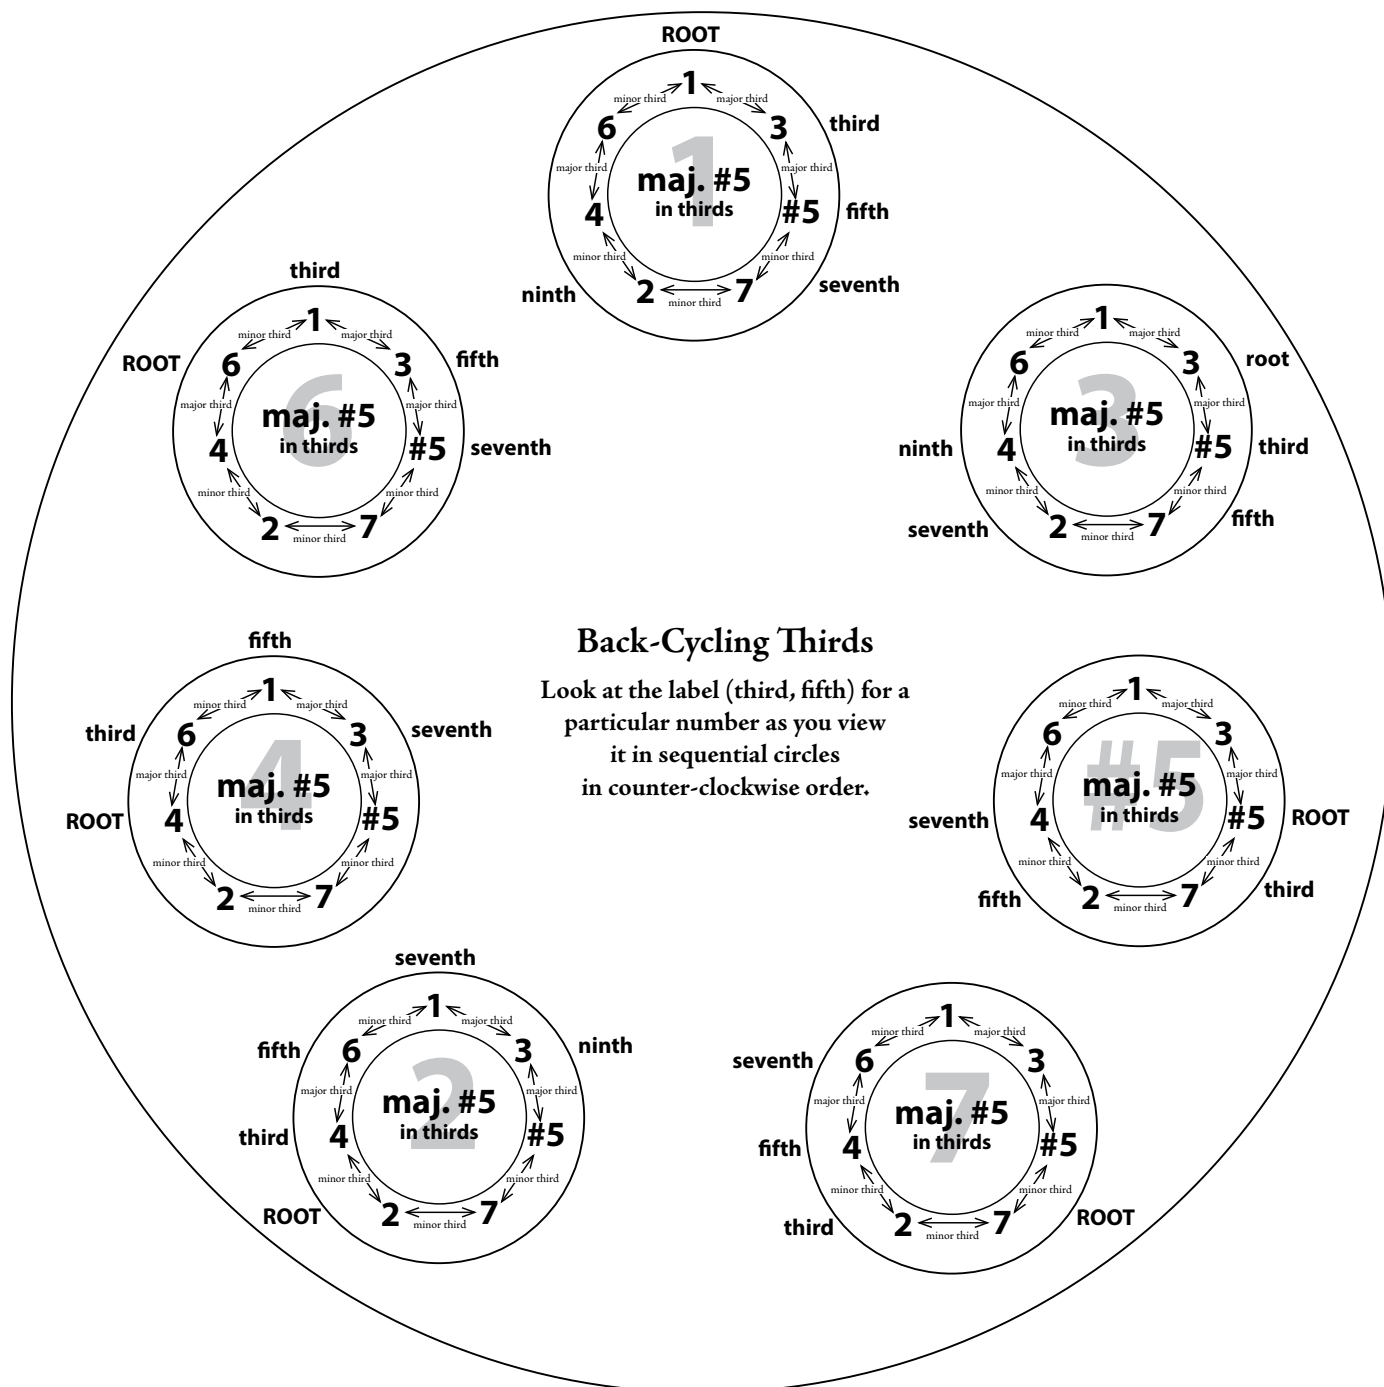 ROOT
1
minor third
major third
6
3
third
1
major third
maj. #5
major third
in thirds
4
#5
fifth
minor third
minor third
ninth
2
7
seventh
minor third
third
1
minor third
major third
ROOT
6
3
fifth
6
major third
maj. #5
major third
in thirds
4
#5
seventh
minor third
minor third
2
7
minor third
1
minor third
major third
6
3
root
3
major third
maj. #5
major third
in thirds
ninth
4
#5
third
minor third
minor third
seventh
2
7
fifth
minor third
Back-Cycling Thirds
Look at the label (third, fifth) for a
particular number as you view
it in sequential circles
in counter-clockwise order.
fifth
1
minor third
major third
third
6
3
seventh
4
major third
maj. #5
major third
in thirds
ROOT
4
#5
minor third
minor third
2
7
minor third
1
minor third
major third
6
3
#5
major third
maj. #5
major third
in thirds
seventh
4
#5
ROOT
minor third
minor third
fifth
2
7
third
minor third
seventh
1
minor third
major third
fifth
6
3
ninth
2
major third
maj. #5
major third
in thirds
third
4
#5
minor third
minor third
ROOT
2
7
minor third
1
minor third
major third
seventh
6
3
7
major third
maj. #5
major third
in thirds
fifth
4
#5
minor third
minor third
third
2
7
ROOT
minor third